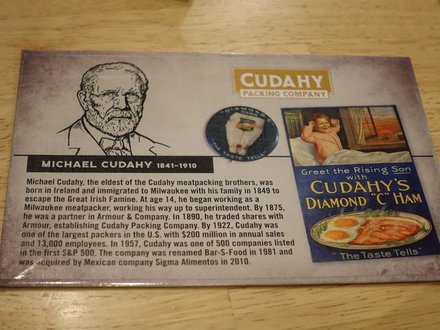 CUDAHY
PACKING COMPANY
DIAMOND
THE TASTE TELLS
MICHAEL CUDAHY 1841–1910
Michael Cudahy, the eldest of the Cudahy meatpacking brothers, was
born in Ireland and immigrated to Milwaukee with his family in 1849 to
escape the Great Irish Famine. At age 14, he began working as a
Milwaukee meatpacker, working his way up to superintendent. By 1875,
he was a partner in Armour & Company. In 1890, he traded shares with
Armour, establishing Cudahy Packing Company. By 1922, Cudahy was
one of the largest packers in the U.S. with $200 million in annual sales
and 13,000 employees. In 1957, Cudahy was one of 500 companies listed
in the first S&P 500. The company was renamed Bar-S-Food in 1981 and
was acquired by Mexican company Sigma Alimentos in 2010.
Greet the Rising Son
with
CUDAHY'S
DIAMOND "C" HAM
"The Taste Tells"